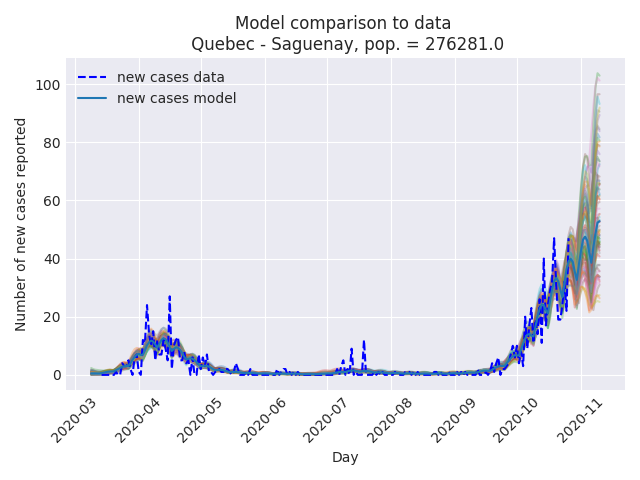 Model comparison to data
Quebec - Saguenay, pop. = 276281.0
new cases data
new cases model
Number of new cases reported
100
80
60
40
20
0
2020-03
2020-04
2020-05
2020-06
2020-07
2020-08
2020-09
2020-10
2020-11
Day